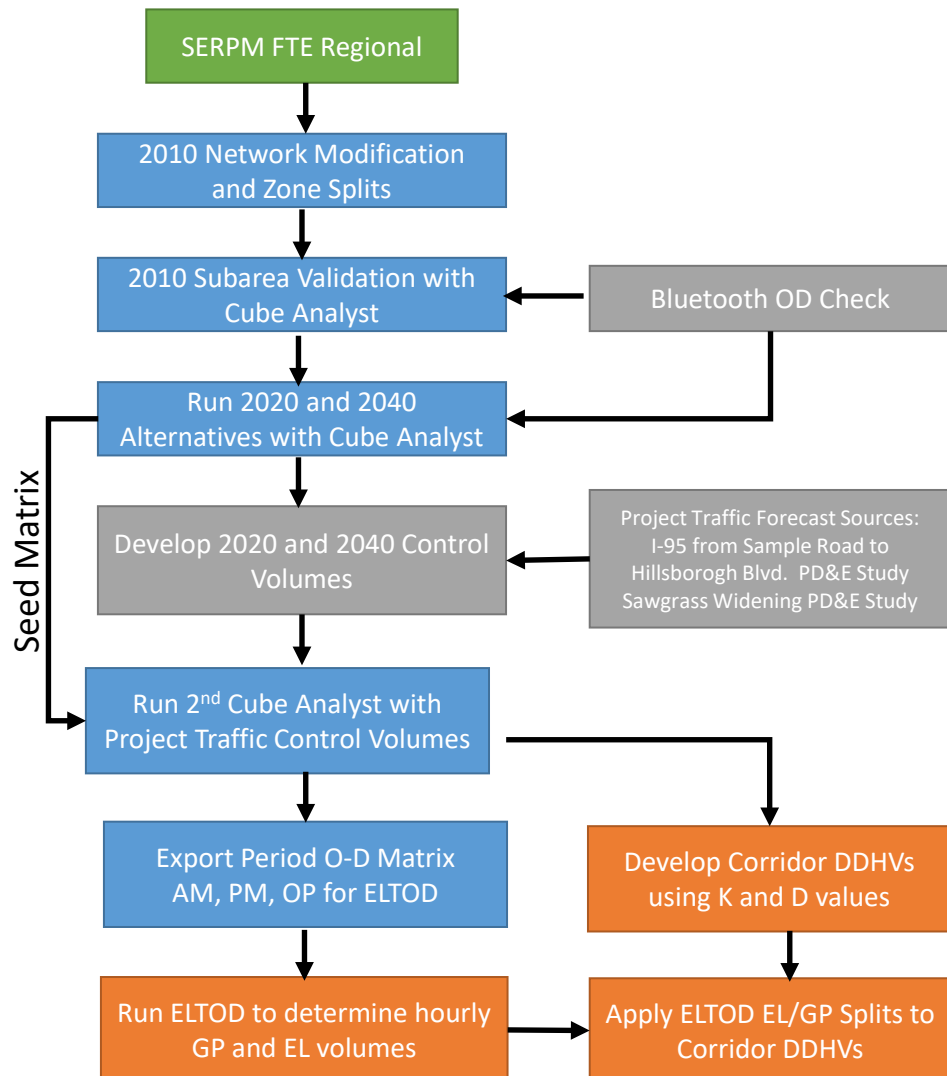 SERPM FTE Regional
2010 Network Modification
and Zone Splits
2010 Subarea Validation with
Cube Analyst
Bluetooth OD Check
Run 2020 and 2040
Alternatives with Cube Analyst
Seed Matrix
Develop 2020 and 2040 Control
Volumes
Project Traffic Forecast Sources:
I-95 from Sample Road to
Hillsborogh Blvd. PD&E Study
Sawgrass Widening PD&E Study
Run 2nd Cube Analyst with
Project Traffic Control Volumes
Export Period O-D Matrix
AM, PM, OP for ELTOD
Develop Corridor DDHVs
using K and D values
Run ELTOD to determine hourly
GP and EL volumes
Apply ELTOD EL/GP Splits to
Corridor DDHVs